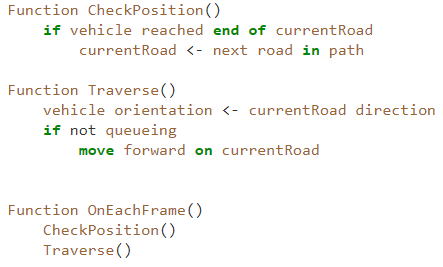 Function CheckPosition()
    if vehicle reached end of currentRoad
        currentRoad <- next road in path
Function Traverse()
    vehicle orientation <- currentRoad direction
    if not queueing
        move forward on currentRoad
Function OnEachFrame()
    CheckPosition()
    Traverse()